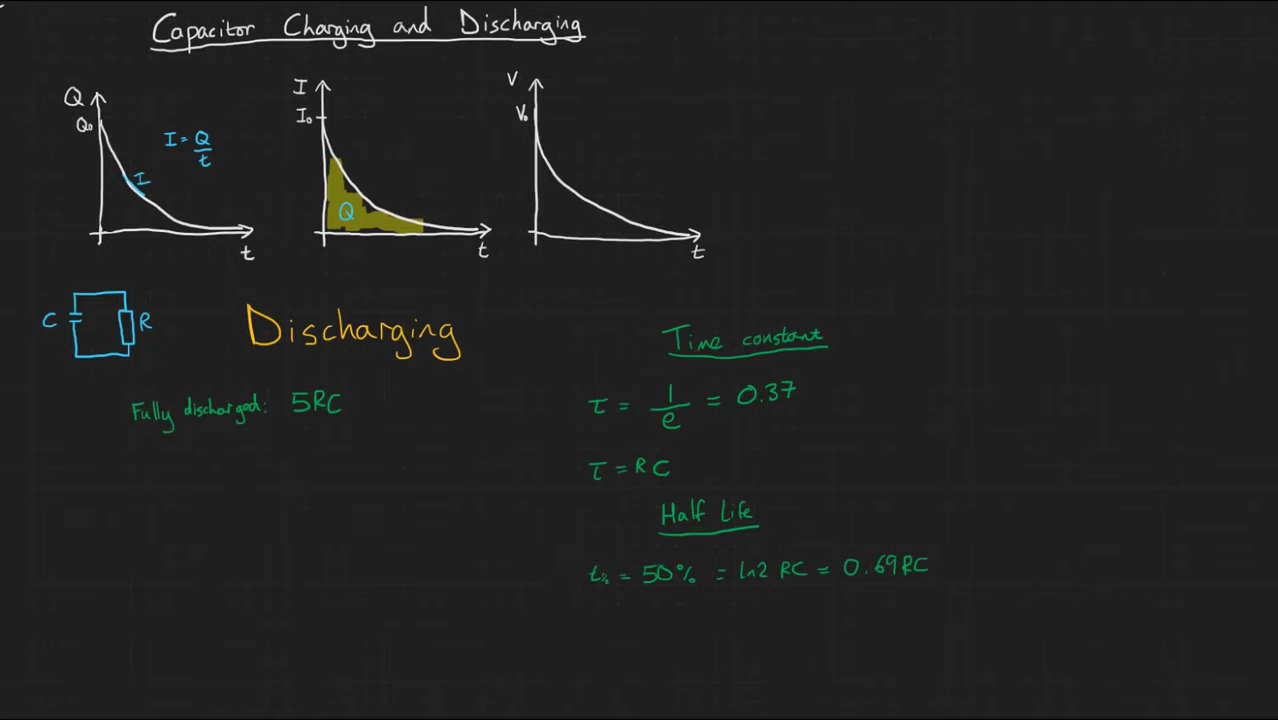 Capacitor Charging and Discharging
Q
Q₀
I = Q/t
I
t
I
I₀
Q
t
V
V₀
t
C
R
Discharging
Fully discharged: 5RC
Time constant
τ = 1/e = 0.37
τ = RC
Half Life
t½ = 50% = ln2 RC = 0.69RC